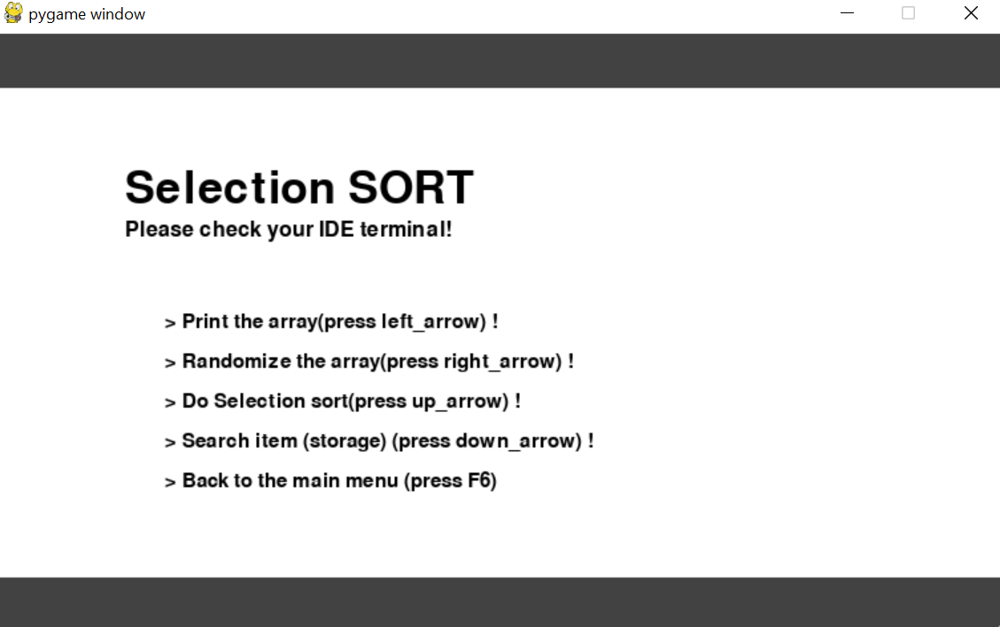 pygame window
Selection SORT
Please check your IDE terminal!
> Print the array(press left_arrow) !
> Randomize the array(press right_arrow) !
> Do Selection sort(press up_arrow) !
> Search item (storage) (press down_arrow) !
> Back to the main menu (press F6)